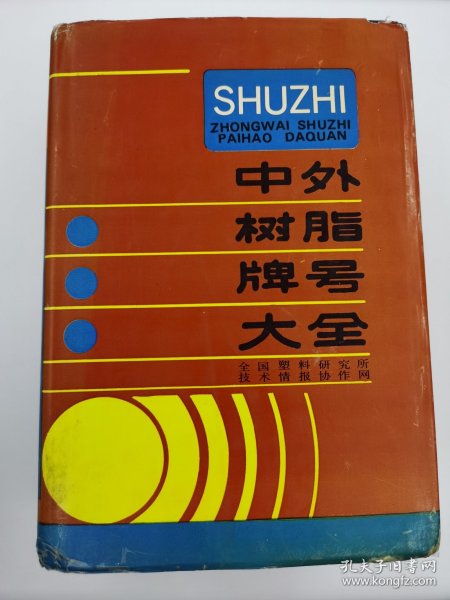 SHUZHI
ZHONGWAI SHUZHI
PAIHAO DAQUAN
中外
树脂
牌号
大全
全国塑料研究所
技术情报协作网
孔夫子旧书网
www.kongfz.com